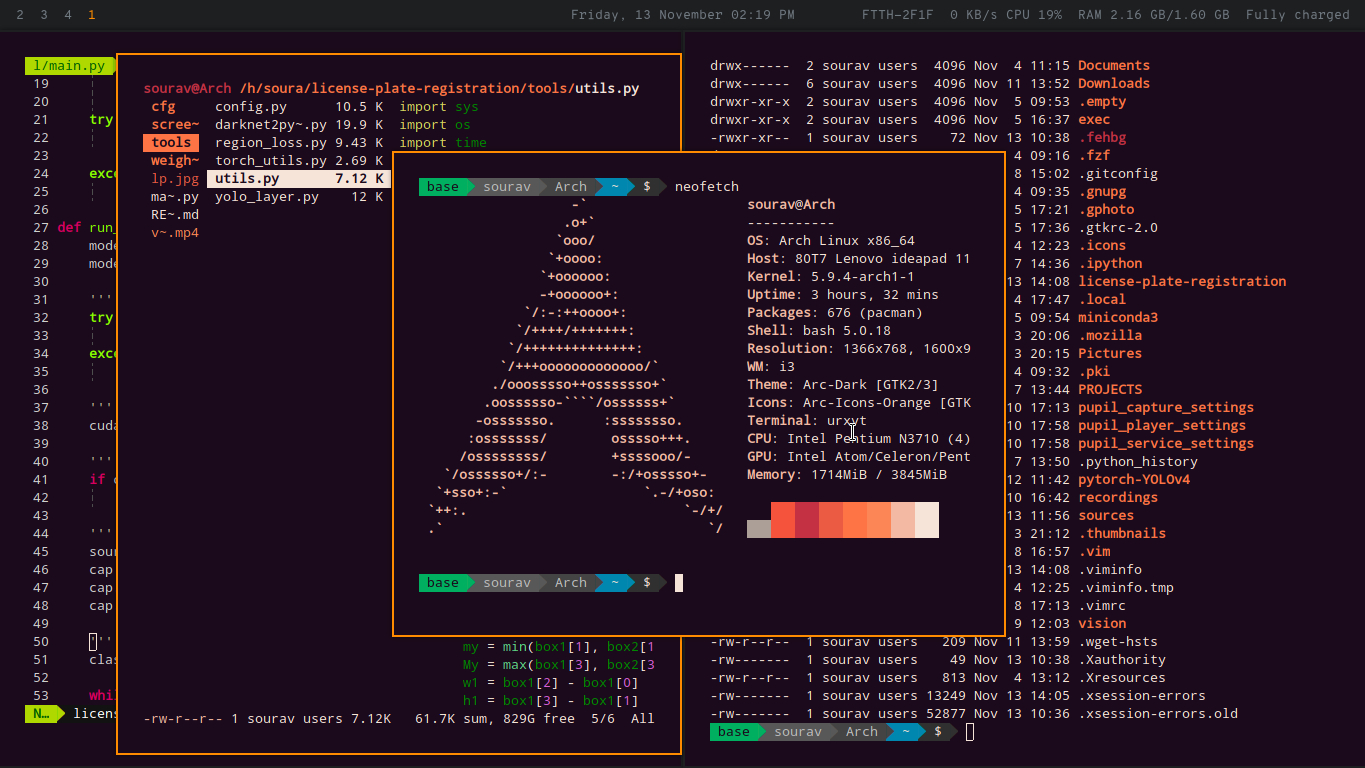 2 3 4 1 Friday, 13 November 02:19 PM FTTH-2F1F 0 KB/s CPU 19% RAM 2.16 GB/1.60 GB Fully charged
l/main.py
19
20
21 try
22
23
24 exce
25
26
27 def run_
28 mode
29 mode
30
31 '''
32 try
33
34 exce
35
36
37 '''
38 cuda
39
40 '''
41 if
42
43
44 '''
45 sour
46 cap
47 cap
48 cap
49
50 '''
51 clas
52
53 whil
N… licens
sourav@Arch /h/soura/license-plate-registration/tools/utils.py
cfg config.py 10.5 K import sys
scree~ darknet2py~.py 19.9 K import os
tools region_loss.py 9.43 K import time
weigh~ torch_utils.py 2.69 K
lp.jpg utils.py 7.12 K
ma~.py yolo_layer.py 12 K
RE~.md
v~.mp4
my = min(box1[1], box2[1
My = max(box1[3], box2[3
w1 = box1[2] - box1[0]
h1 = box1[3] - box1[1]
-rw-r--r-- 1 sourav users 7.12K 61.7K sum, 829G free 5/6 All
base sourav Arch ~ $ neofetch
sourav@Arch
-----------
OS: Arch Linux x86_64
Host: 80T7 Lenovo ideapad 11
Kernel: 5.9.4-arch1-1
Uptime: 3 hours, 32 mins
Packages: 676 (pacman)
Shell: bash 5.0.18
Resolution: 1366x768, 1600x9
WM: i3
Theme: Arc-Dark [GTK2/3]
Icons: Arc-Icons-Orange [GTK
Terminal: urxvt
CPU: Intel Pentium N3710 (4)
GPU: Intel Atom/Celeron/Pent
Memory: 1714MiB / 3845MiB
-`
.o+`
`ooo/
`+oooo:
`+oooooo:
-+oooooo+:
`/:-:++oooo+:
`/++++/+++++++:
`/++++++++++++++:
`/+++ooooooooooooo/`
./ooosssso++osssssso+`
.oossssso-````/ossssss+`
-osssssso. :ssssssso.
:osssssss/ osssso+++.
/ossssssss/ +ssssooo/-
`/ossssso+/:- -:/+osssso+-
`+sso+:-` `.-/+oso:
`++:. `-/+/
.` `/
base sourav Arch ~ $
drwx------ 2 sourav users 4096 Nov 4 11:15 Documents
drwx------ 6 sourav users 4096 Nov 11 13:52 Downloads
drwxr-xr-x 2 sourav users 4096 Nov 5 09:53 .empty
drwxr-xr-x 2 sourav users 4096 Nov 5 16:37 exec
-rwxr-xr-- 1 sourav users 72 Nov 13 10:38 .fehbg
4 09:16 .fzf
8 15:02 .gitconfig
4 09:35 .gnupg
5 17:21 .gphoto
5 17:36 .gtkrc-2.0
4 12:23 .icons
7 14:36 .ipython
13 14:08 license-plate-registration
4 17:47 .local
5 09:54 miniconda3
3 20:06 .mozilla
3 20:15 Pictures
4 09:32 .pki
7 13:44 PROJECTS
10 17:13 pupil_capture_settings
10 17:58 pupil_player_settings
10 17:58 pupil_service_settings
7 13:50 .python_history
12 11:42 pytorch-YOLOv4
10 16:42 recordings
13 11:56 sources
3 21:12 .thumbnails
8 16:57 .vim
13 14:08 .viminfo
4 12:25 .viminfo.tmp
8 17:13 .vimrc
9 12:03 vision
-rw-r--r-- 1 sourav users 209 Nov 11 13:59 .wget-hsts
-rw------- 1 sourav users 49 Nov 13 10:38 .Xauthority
-rw-r--r-- 1 sourav users 813 Nov 4 13:12 .Xresources
-rw------- 1 sourav users 13249 Nov 13 14:05 .xsession-errors
-rw------- 1 sourav users 52877 Nov 13 10:36 .xsession-errors.old
base sourav Arch ~ $